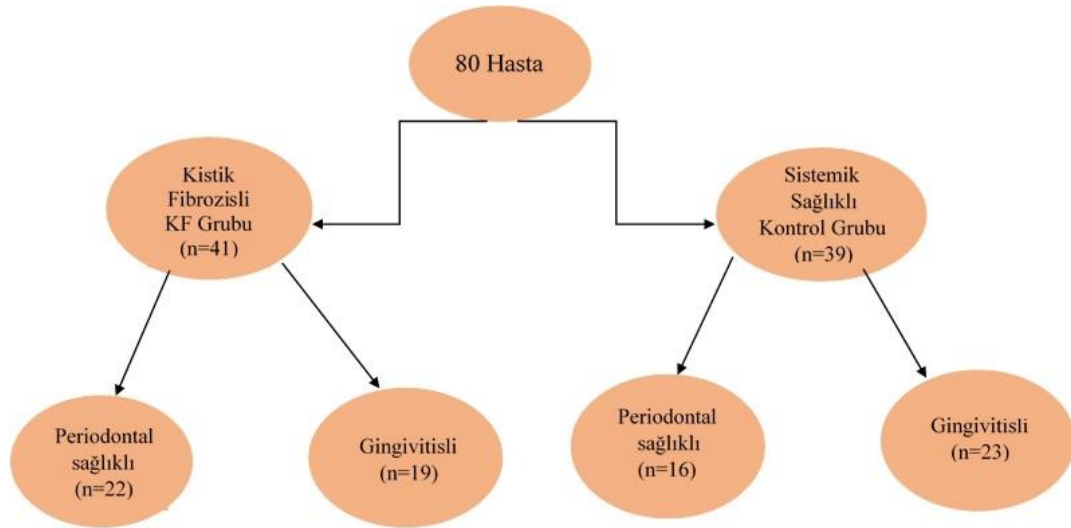 80 Hasta
Kistik
Fibrozisli
KF Grubu
(n=41)
Sistemik
Sağlıklı
Kontrol Grubu
(n=39)
Periodontal
sağlıklı
(n=22)
Gingivitisli
(n=19)
Periodontal
sağlıklı
(n=16)
Gingivitisli
(n=23)